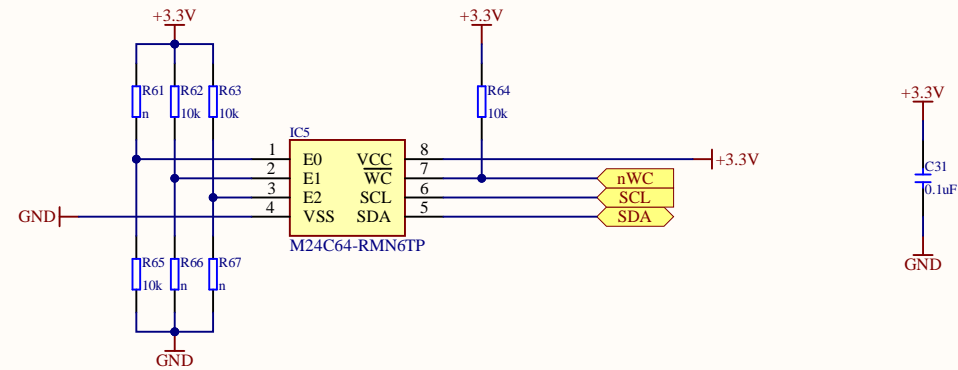 +3.3V
+3.3V
R61
n
R62
10k
R63
10k
R64
10k
+3.3V
C31
0.1uF
GND
IC5
1 E0 VCC 8
2 E1 WC 7
3 E2 SCL 6
4 VSS SDA 5
M24C64-RMN6TP
+3.3V
nWC
SCL
SDA
GND
R65
10k
R66
n
R67
n
GND